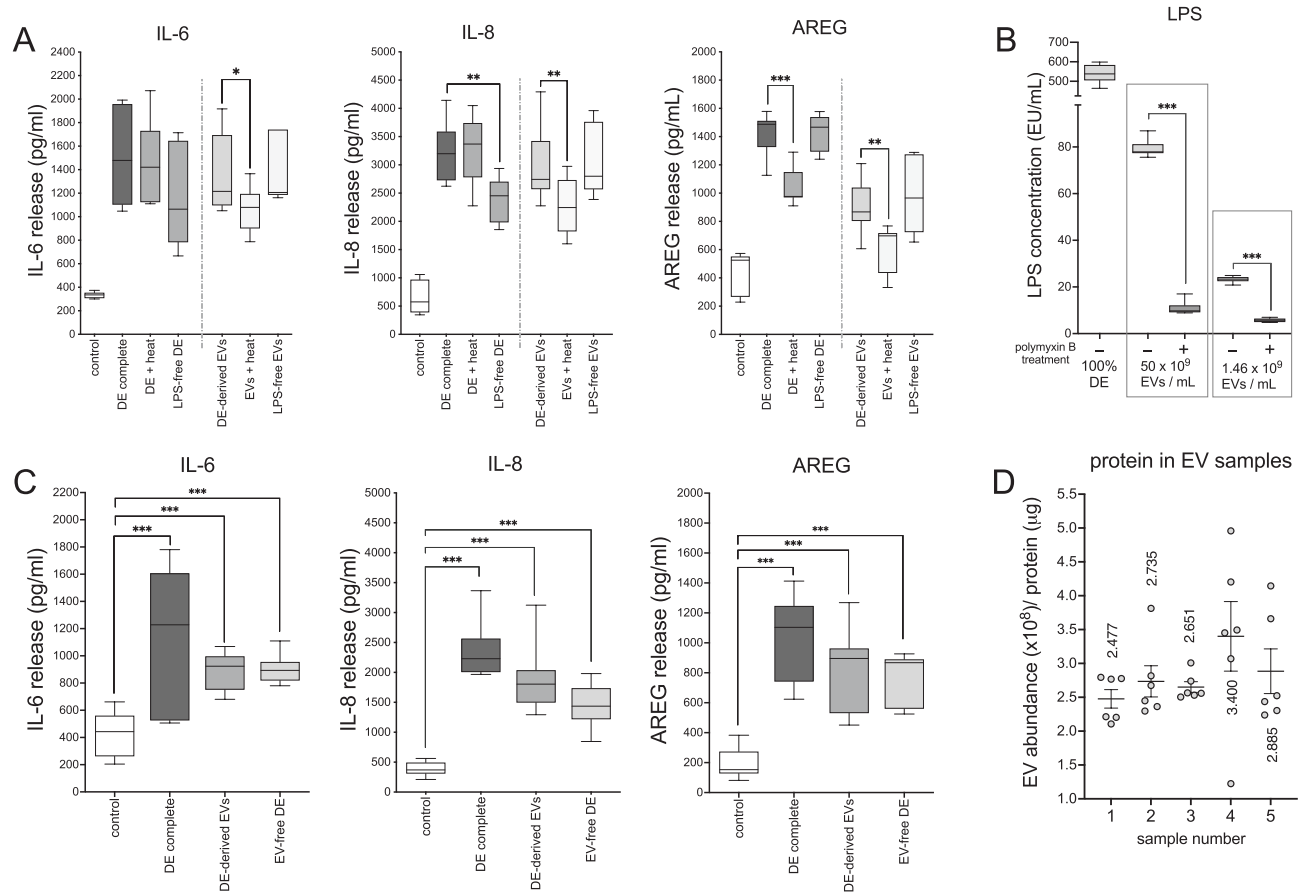 A
IL-6
IL-6 release (pg/ml)
2400
2200
2000
1800
1600
1400
1200
1000
800
600
400
200
0
*
control
DE complete
DE + heat
LPS-free DE
DE-derived EVs
EVs + heat
LPS-free EVs
IL-8
IL-8 release (pg/ml)
5000
4500
4000
3500
3000
2500
2000
1500
1000
500
0
**
**
control
DE complete
DE + heat
LPS-free DE
DE-derived EVs
EVs + heat
LPS-free EVs
AREG
AREG release (pg/mL)
2000
1800
1600
1400
1200
1000
800
600
400
200
0
***
**
control
DE complete
DE + heat
LPS-free DE
DE-derived EVs
EVs + heat
LPS-free EVs
B
LPS
LPS concentration (EU/mL)
700
600
500
80
60
40
20
0
***
***
polymyxin B
treatment
– – + – +
100%
DE
50 x 10⁹
EVs / mL
1.46 x 10⁹
EVs / mL
C
IL-6
IL-6 release (pg/ml)
2200
2000
1800
1600
1400
1200
1000
800
600
400
200
0
***
***
***
control
DE complete
DE-derived EVs
EV-free DE
IL-8
IL-8 release (pg/ml)
5000
4500
4000
3500
3000
2500
2000
1500
1000
500
0
***
***
***
control
DE complete
DE-derived EVs
EV-free DE
AREG
AREG release (pg/ml)
2000
1800
1600
1400
1200
1000
800
600
400
200
0
***
***
***
control
DE complete
DE-derived EVs
EV-free DE
D
protein in EV samples
EV abundance (x10⁸)/ protein (µg)
5.5
5.0
4.5
4.0
3.5
3.0
2.5
2.0
1.5
1.0
2.477
2.735
2.651
3.400
2.885
1 2 3 4 5
sample number